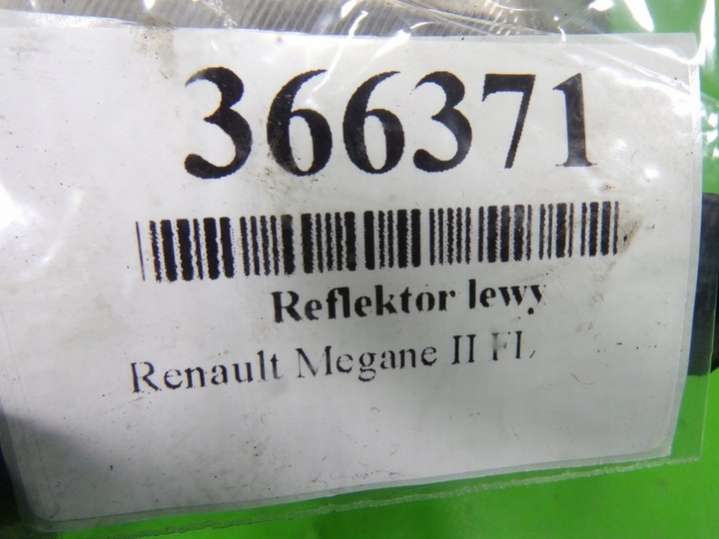 366371
Reflektor lewy
Renault Megane II FL